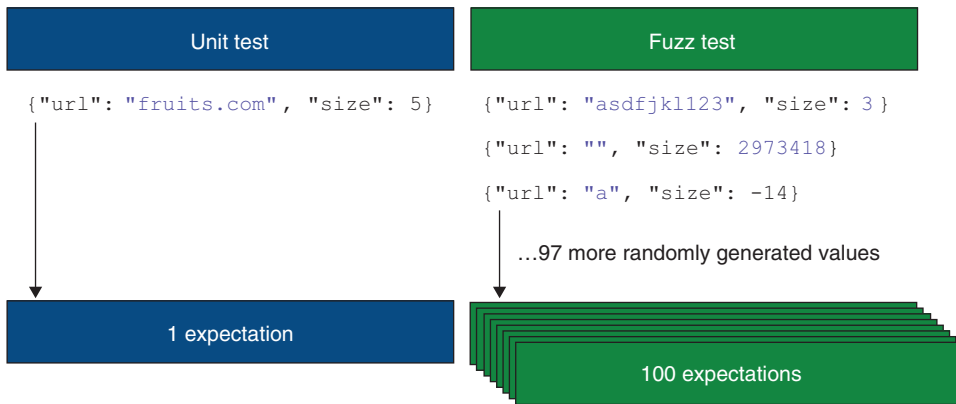 Unit test
{"url": "fruits.com", "size": 5}
1 expectation
Fuzz test
{"url": "asdfjkl123", "size": 3 }
{"url": "", "size": 2973418}
{"url": "a", "size": -14}
…97 more randomly generated values
100 expectations